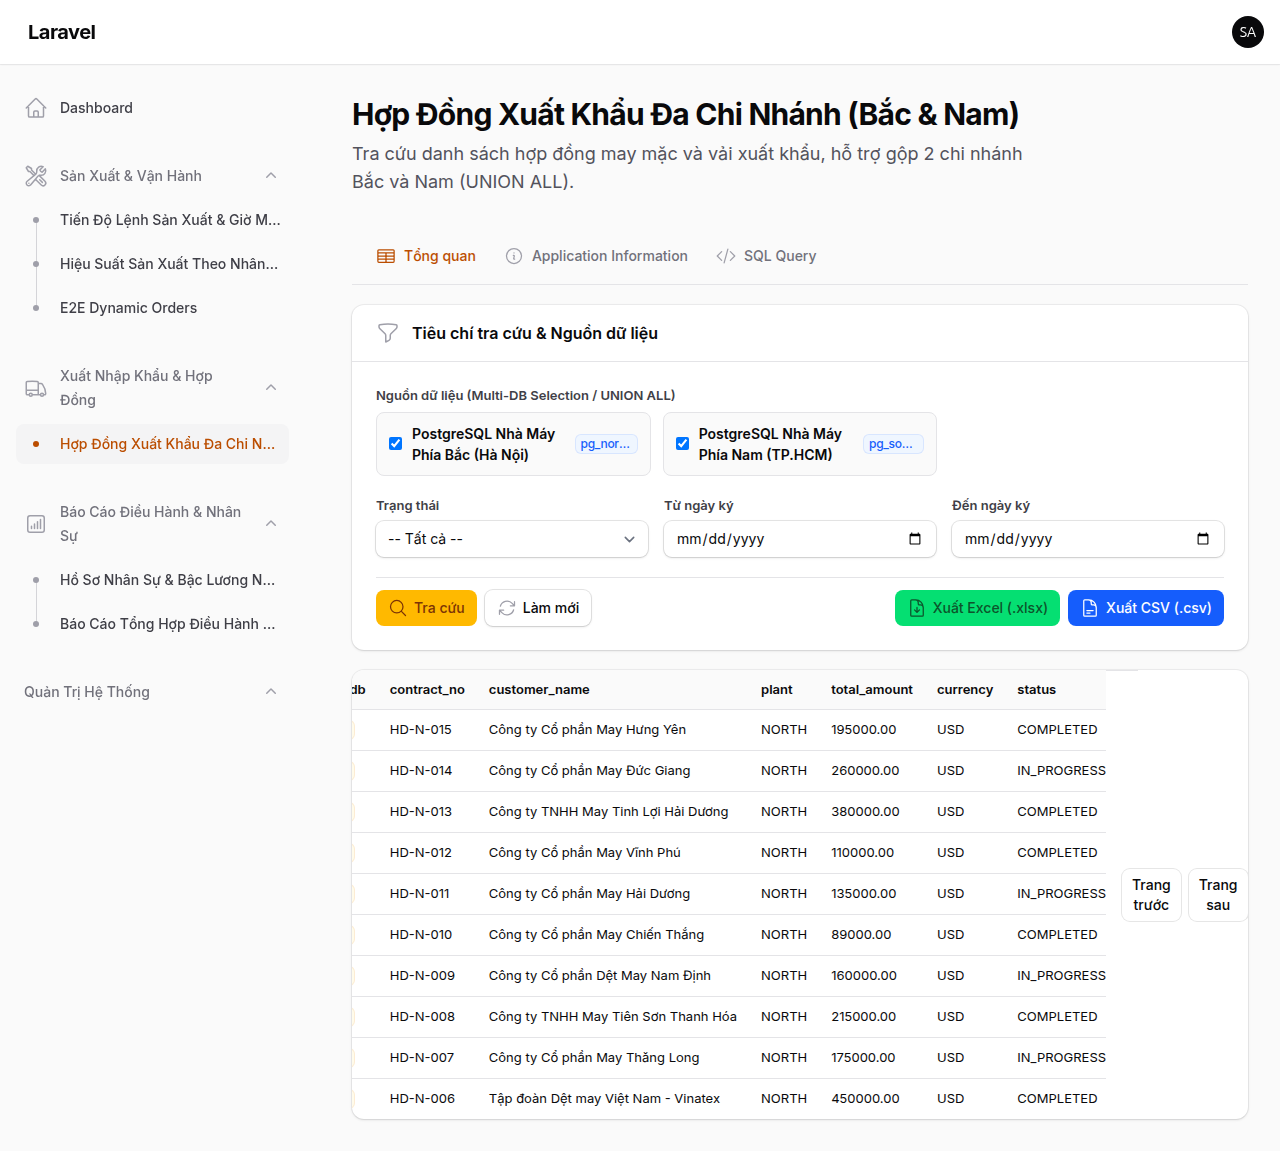 Laravel
SA
Dashboard
Sản Xuất & Vận Hành
Tiến Độ Lệnh Sản Xuất & Giờ M...
Hiệu Suất Sản Xuất Theo Nhân...
E2E Dynamic Orders
Xuất Nhập Khẩu & Hợp
Đồng
Hợp Đồng Xuất Khẩu Đa Chi N...
Báo Cáo Điều Hành & Nhân
Sự
Hồ Sơ Nhân Sự & Bậc Lương N...
Báo Cáo Tổng Hợp Điều Hành ...
Quản Trị Hệ Thống
Hợp Đồng Xuất Khẩu Đa Chi Nhánh (Bắc & Nam)
Tra cứu danh sách hợp đồng may mặc và vải xuất khẩu, hỗ trợ gộp 2 chi nhánh
Bắc và Nam (UNION ALL).
Tổng quan Application Information SQL Query
Tiêu chí tra cứu & Nguồn dữ liệu
Nguồn dữ liệu (Multi-DB Selection / UNION ALL)
PostgreSQL Nhà Máy
Phía Bắc (Hà Nội)
pg_nor...
PostgreSQL Nhà Máy
Phía Nam (TP.HCM)
pg_so...
Trạng thái Từ ngày ký Đến ngày ký
-- Tất cả -- mm/dd/yyyy mm/dd/yyyy
Tra cứu Làm mới Xuất Excel (.xlsx) Xuất CSV (.csv)
db contract_no customer_name plant total_amount currency status
HD-N-015 Công ty Cổ phần May Hưng Yên NORTH 195000.00 USD COMPLETED
HD-N-014 Công ty Cổ phần May Đức Giang NORTH 260000.00 USD IN_PROGRESS
HD-N-013 Công ty TNHH May Tinh Lợi Hải Dương NORTH 380000.00 USD COMPLETED
HD-N-012 Công ty Cổ phần May Vĩnh Phú NORTH 110000.00 USD COMPLETED
HD-N-011 Công ty Cổ phần May Hải Dương NORTH 135000.00 USD IN_PROGRESS
HD-N-010 Công ty Cổ phần May Chiến Thắng NORTH 89000.00 USD COMPLETED
HD-N-009 Công ty Cổ phần Dệt May Nam Định NORTH 160000.00 USD IN_PROGRESS
HD-N-008 Công ty TNHH May Tiên Sơn Thanh Hóa NORTH 215000.00 USD COMPLETED
HD-N-007 Công ty Cổ phần May Thăng Long NORTH 175000.00 USD IN_PROGRESS
HD-N-006 Tập đoàn Dệt may Việt Nam - Vinatex NORTH 450000.00 USD COMPLETED
Trang
trước
Trang
sau